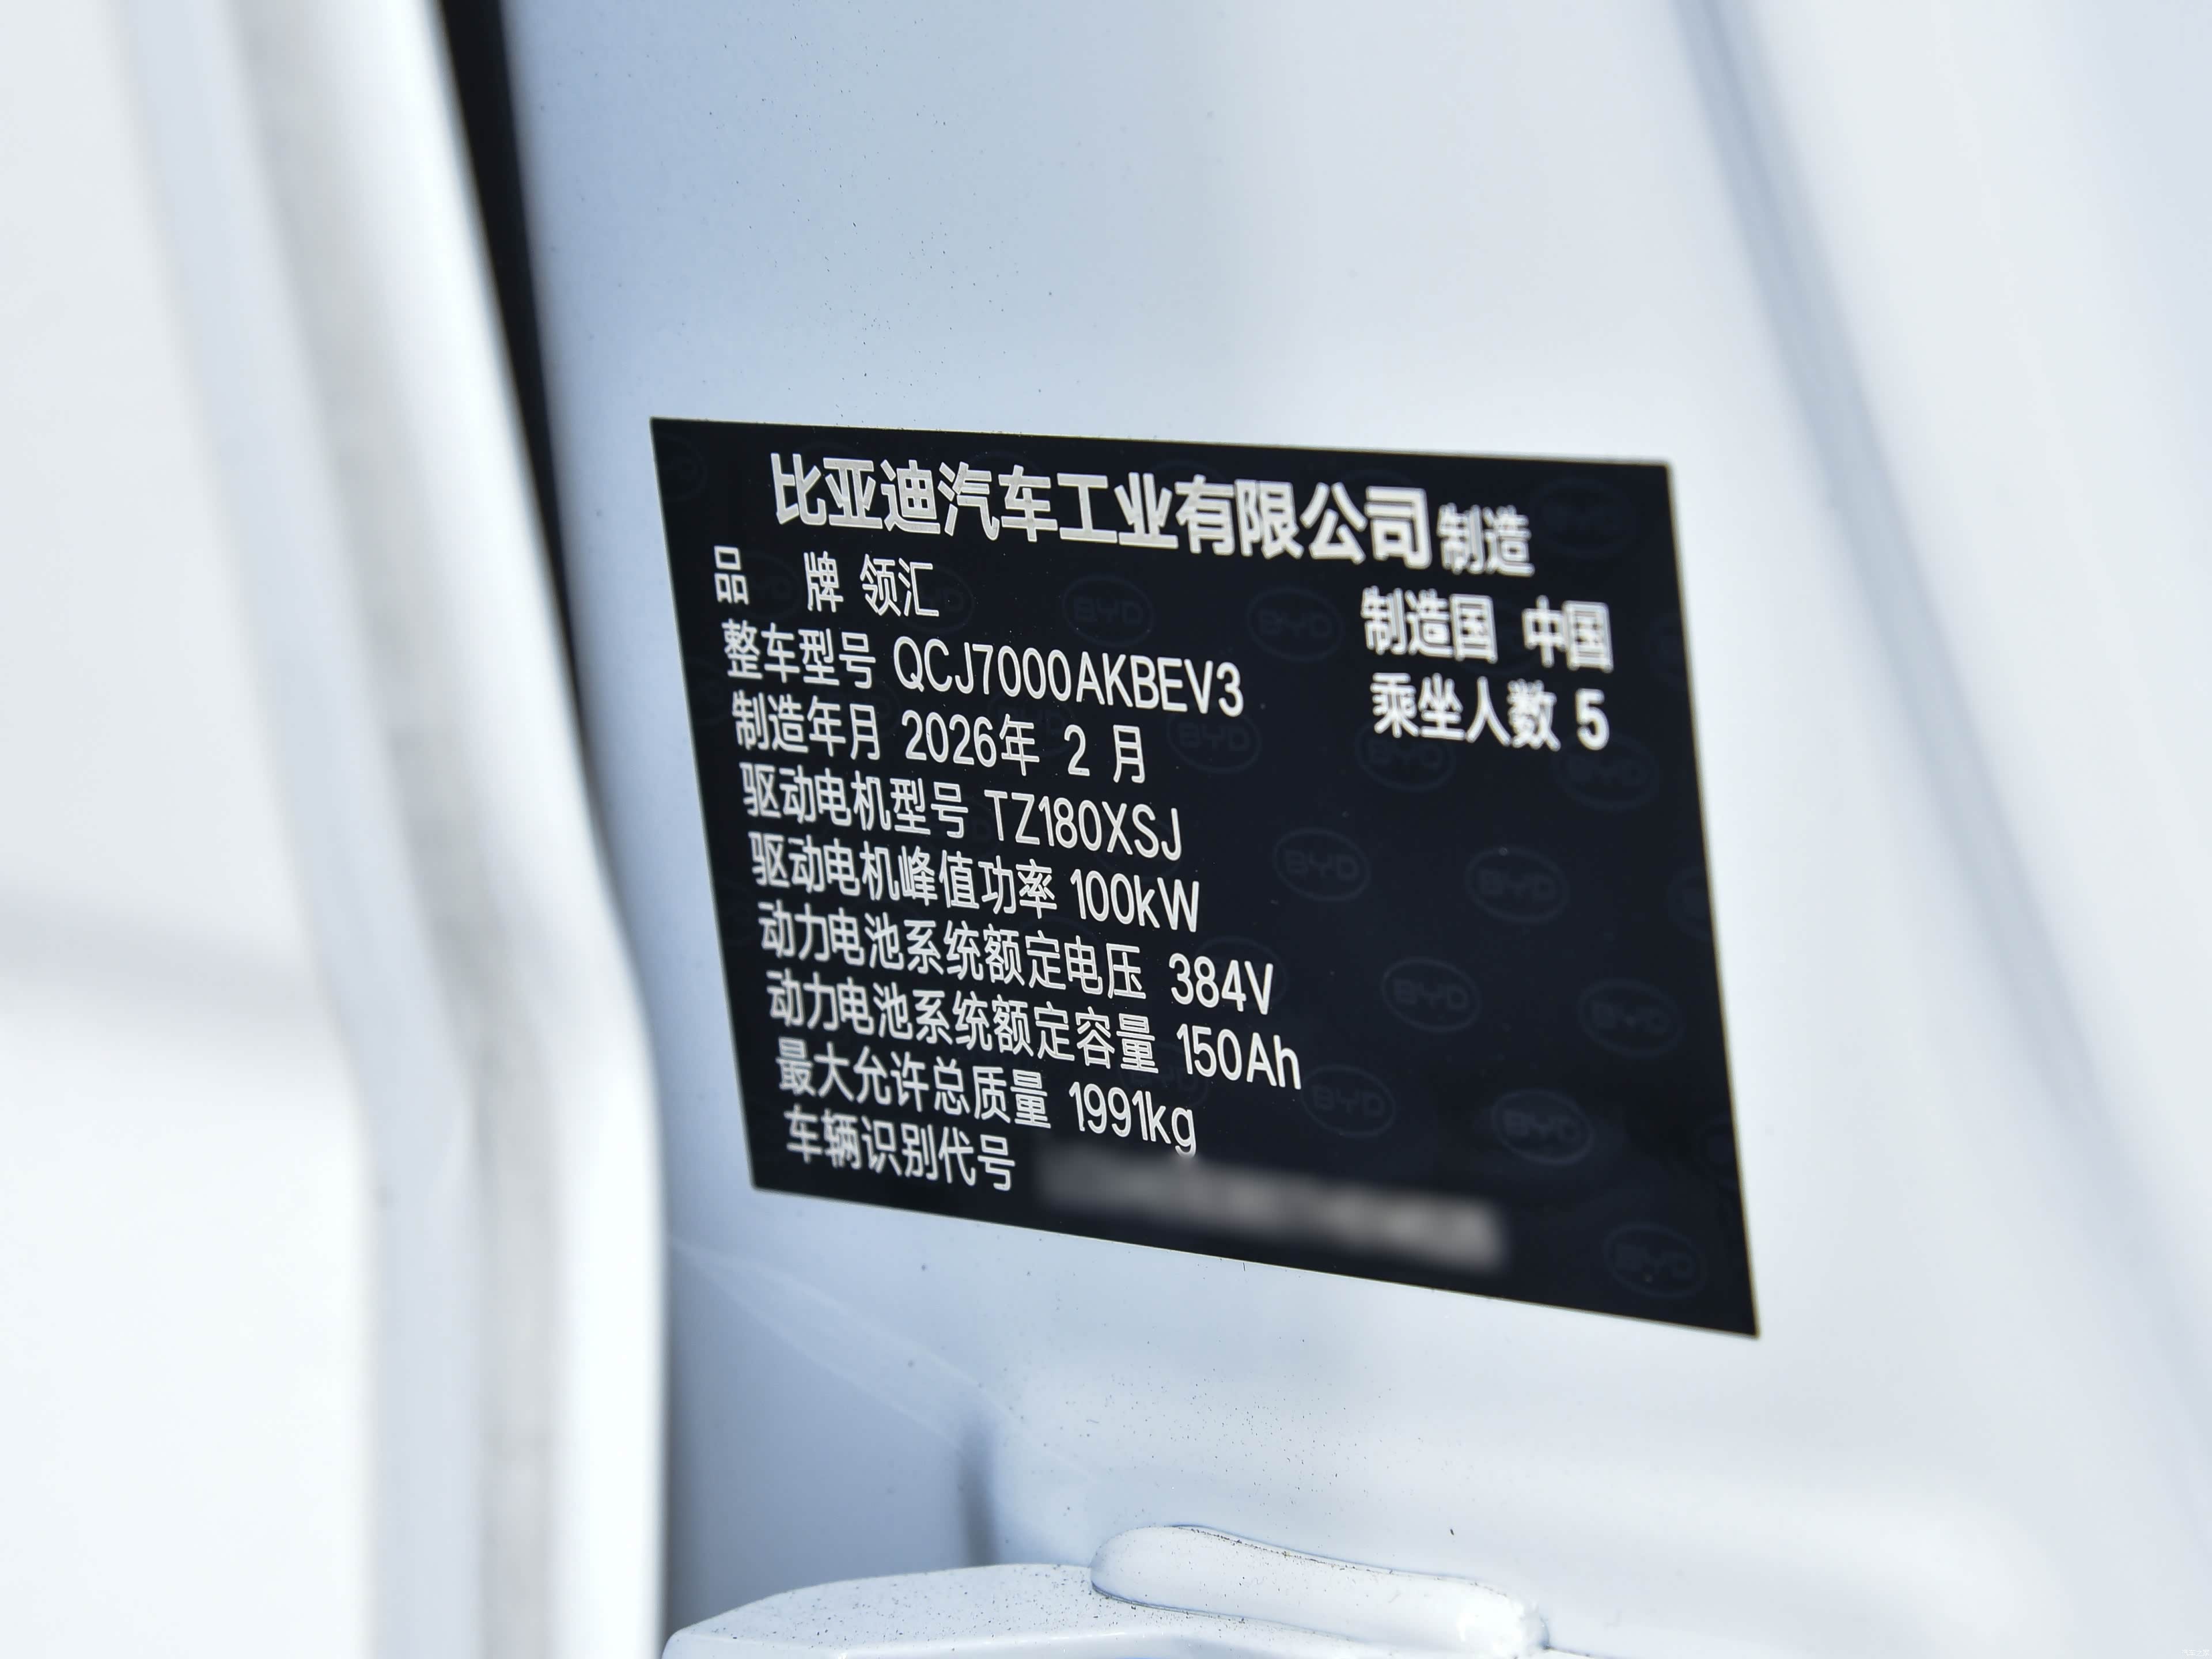 比亚迪汽车工业有限公司制造
品 牌 领汇 制造国 中国
整车型号 QCJ7000AKBEV3 乘坐人数 5
制造年月 2026年 2 月
驱动电机型号 TZ180XSJ
驱动电机峰值功率 100kW
动力电池系统额定电压 384V
动力电池系统额定容量 150Ah
最大允许总质量 1991kg
车辆识别代号